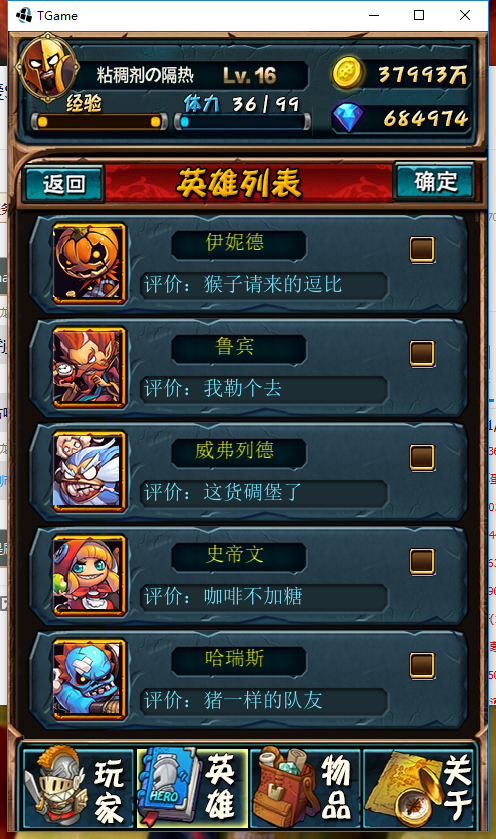 TGame
粘稠剂の隔热 Lv. 16
37993万
经验 体力 36 | 99
684974
返回 英雄列表 确定
伊妮德
评价：猴子请来的逗比
鲁宾
评价：我勒个去
威弗列德
评价：这货碉堡了
史帝文
评价：咖啡不加糖
哈瑞斯
评价：猪一样的队友
玩家 HERO 英雄 物品 关于